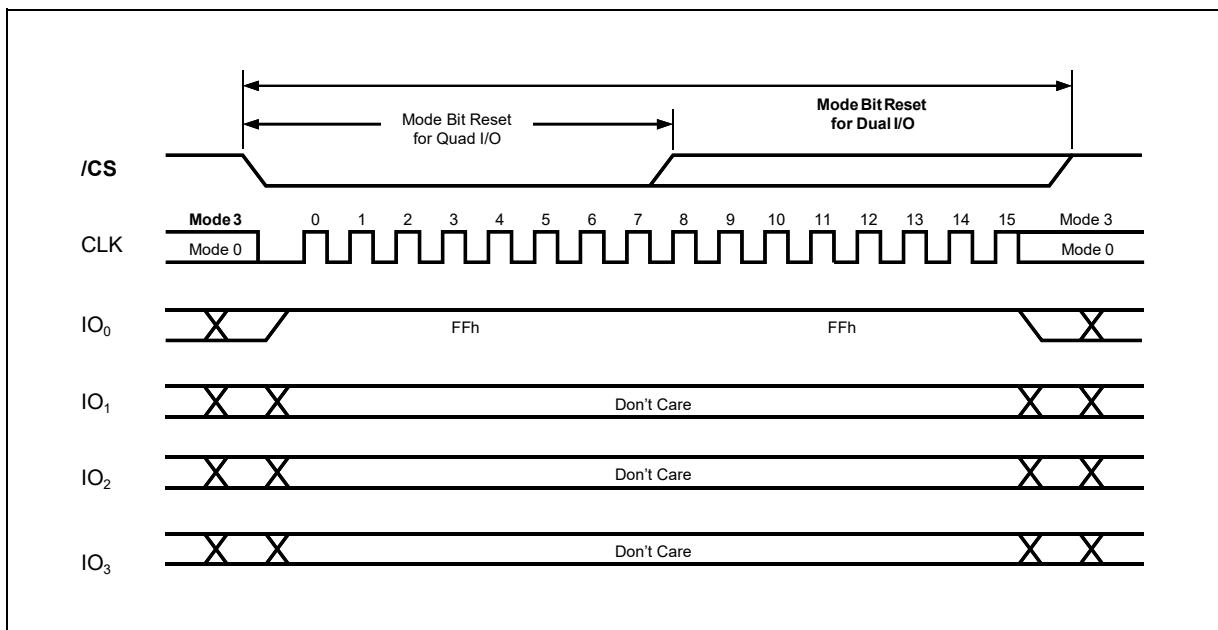 Mode Bit Reset
for Dual I/O
Mode Bit Reset
for Quad I/O
/CS
Mode 3 0 1 2 3 4 5 6 7 8 9 10 11 12 13 14 15 Mode 3
CLK
Mode 0 Mode 0
IO₀ FFh FFh
IO₁ Don't Care
IO₂ Don't Care
IO₃ Don't Care